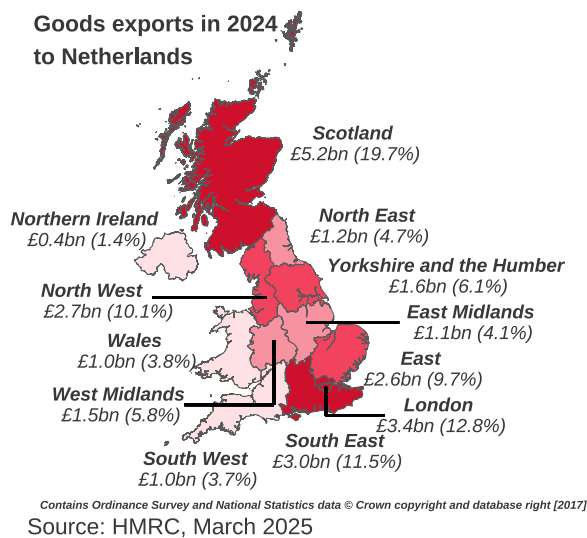 Goods exports in 2024
to Netherlands
Scotland
£5.2bn (19.7%)
Northern Ireland
£0.4bn (1.4%)
North East
£1.2bn (4.7%)
Yorkshire and the Humber
£1.6bn (6.1%)
North West
£2.7bn (10.1%)
East Midlands
£1.1bn (4.1%)
Wales
£1.0bn (3.8%)
East
£2.6bn (9.7%)
West Midlands
£1.5bn (5.8%)
London
£3.4bn (12.8%)
South East
£3.0bn (11.5%)
South West
£1.0bn (3.7%)
Contains Ordinance Survey and National Statistics data © Crown copyright and database right [2017]
Source: HMRC, March 2025